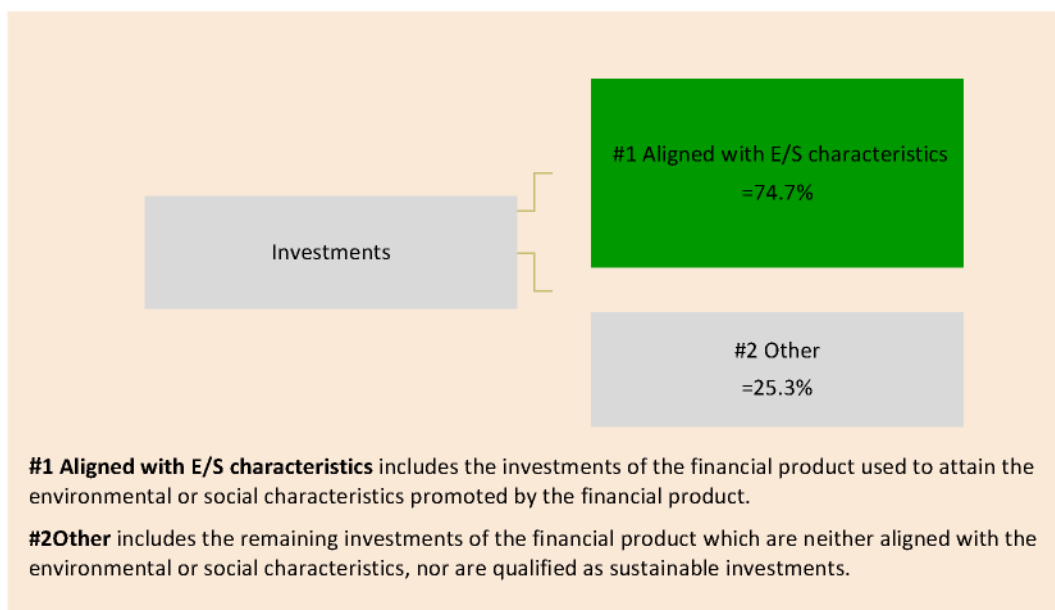 #1 Aligned with E/S characteristics
=74.7%
Investments
#2 Other
=25.3%
#1 Aligned with E/S characteristics includes the investments of the financial product used to attain the
environmental or social characteristics promoted by the financial product.
#2Other includes the remaining investments of the financial product which are neither aligned with the
environmental or social characteristics, nor are qualified as sustainable investments.